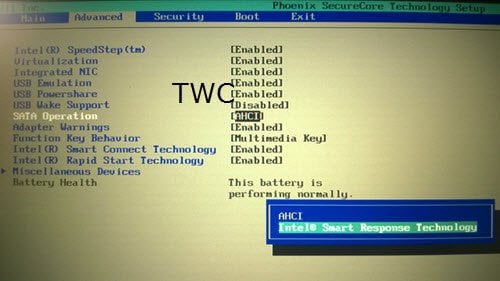 ll Inc.
Phoenix SecureCore Technology Setup
Main Advanced Security Boot Exit
Intel(R) SpeedStep(tm) [Enabled]
Virtualization [Enabled]
Integrated NIC [Enabled]
USB Emulation [Enabled]
USB Powershare [Enabled]
TWC
USB Wake Support [Disabled]
SATA Operation [AHCI]
Adapter Warnings [Enabled]
Function Key Behavior [Multimedia Key]
Intel(R) Smart Connect Technology [Enabled]
Intel(R) Rapid Start Technology [Enabled]
Miscellaneous Devices
Battery Health This battery is
performing normally.
AHCI
Intel® Smart Response Technology